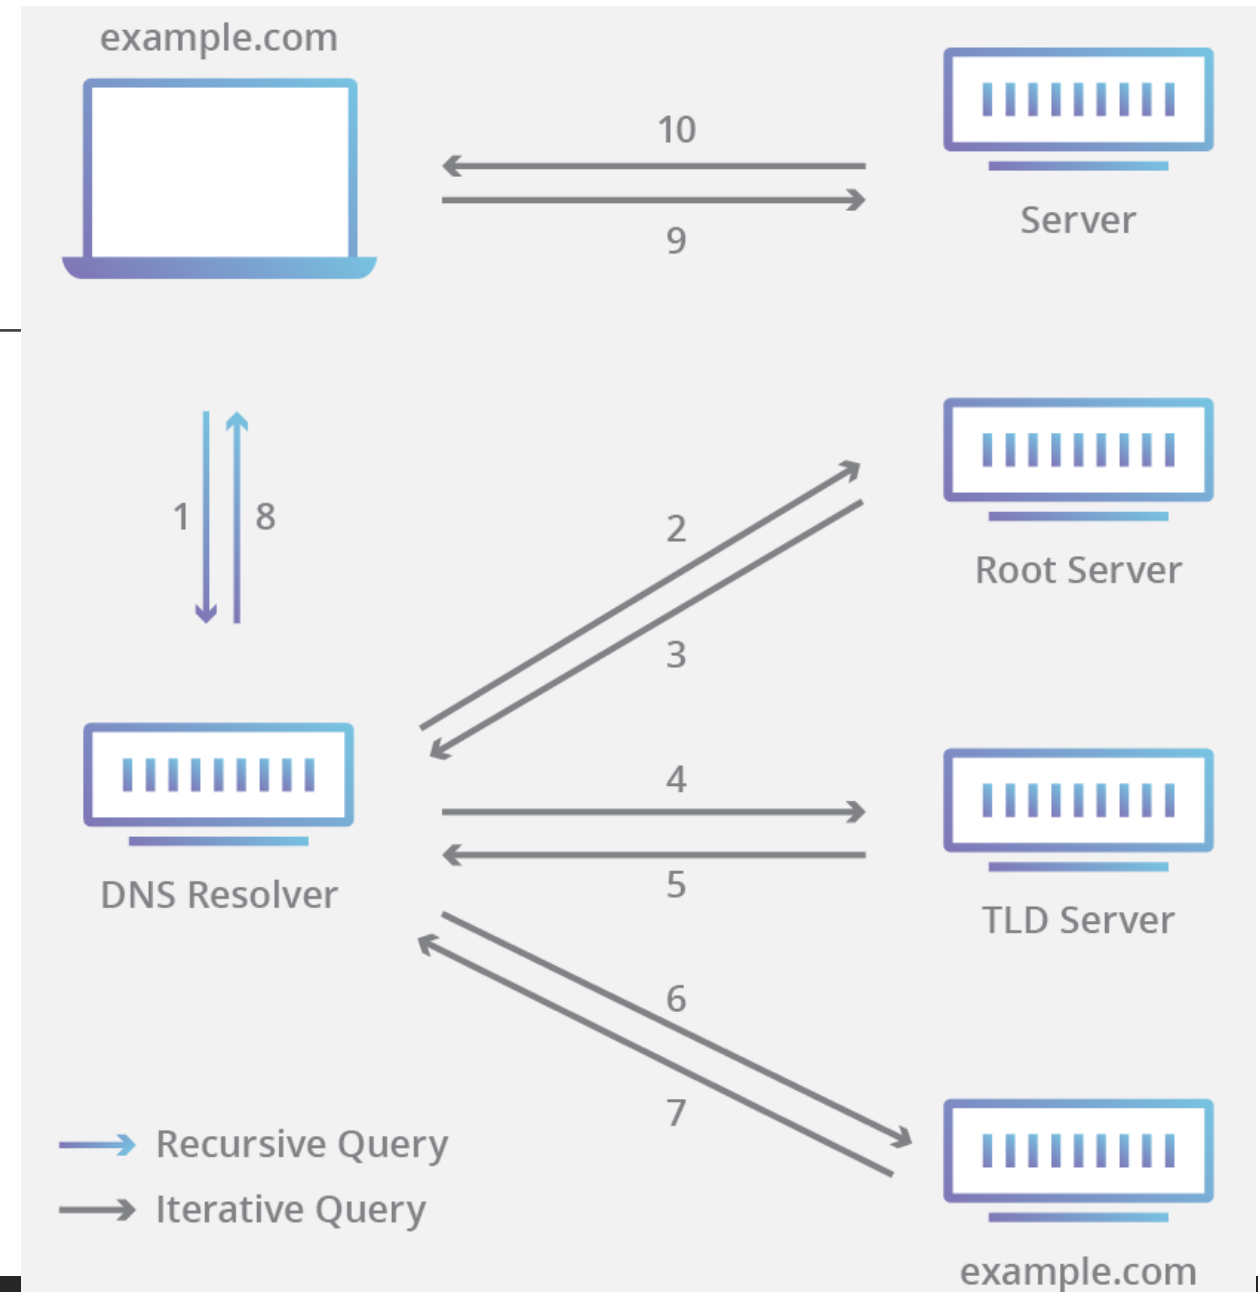 example.com
10
9
Server
1
8
2
3
Root Server
4
5
DNS Resolver
TLD Server
6
7
Recursive Query
Iterative Query
example.com